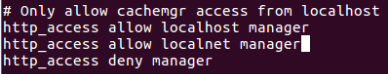 # Only allow cachemgr access from localhost
http_access allow localhost manager
http_access allow localnet manager
http_access deny manager